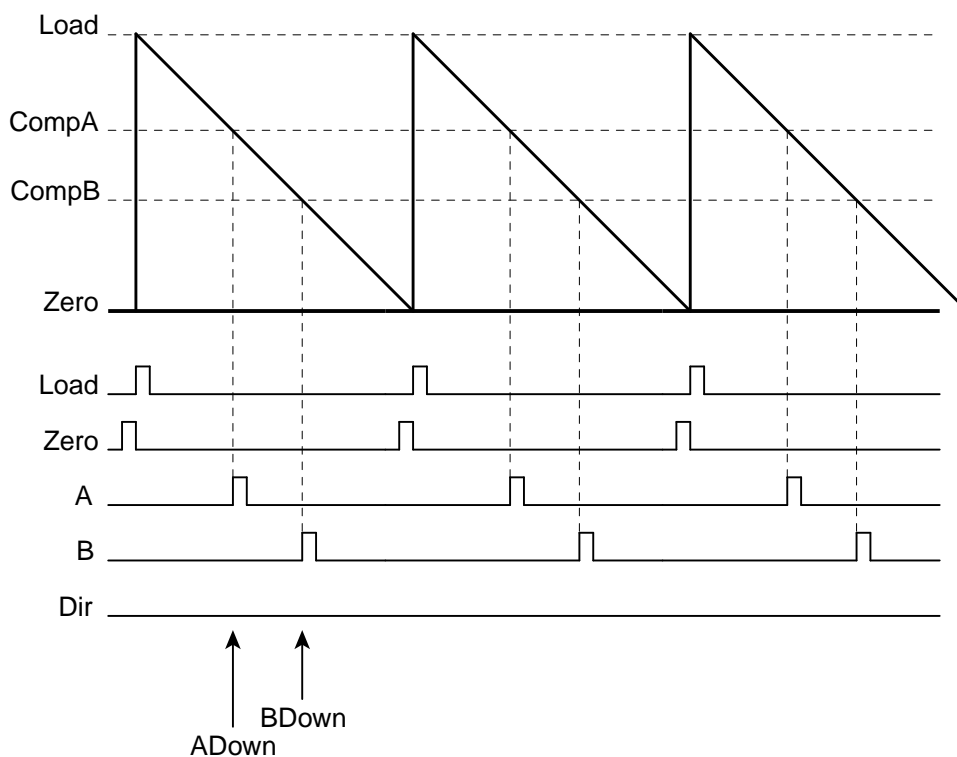 Load
CompA
CompB
Zero
Load
Zero
A
B
Dir
BDown
ADown